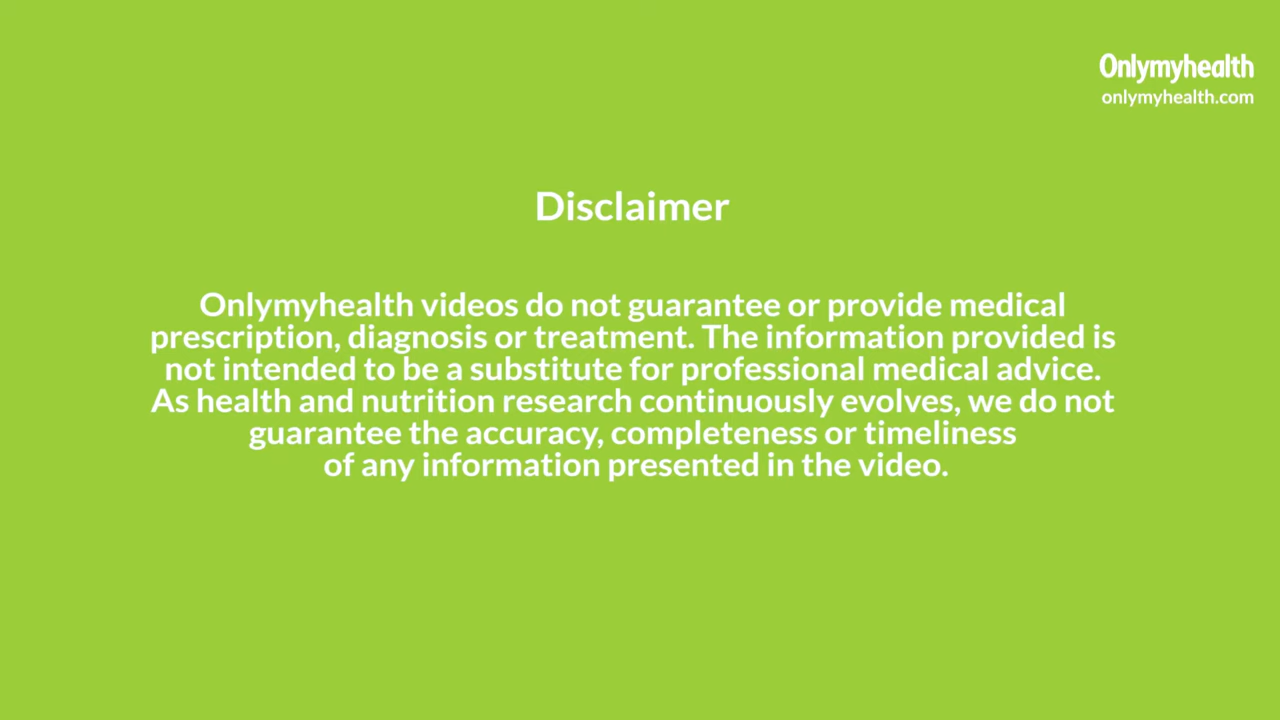 Onlymyhealth
onlymyhealth.com
Disclaimer
Onlymyhealth videos do not guarantee or provide medical
prescription, diagnosis or treatment. The information provided is
not intended to be a substitute for professional medical advice.
As health and nutrition research continuously evolves, we do not
guarantee the accuracy, completeness or timeliness
of any information presented in the video.